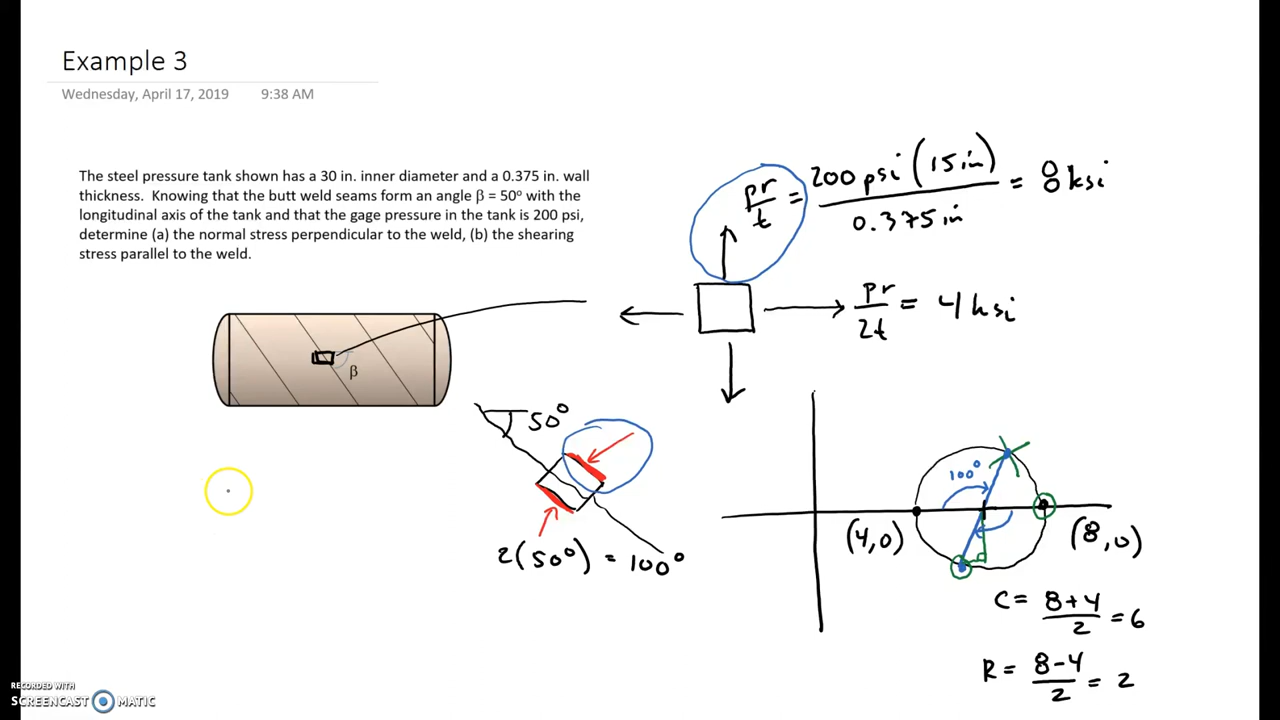 Example 3
Wednesday, April 17, 2019 9:38 AM
The steel pressure tank shown has a 30 in. inner diameter and a 0.375 in. wall
thickness. Knowing that the butt weld seams form an angle β = 50° with the
longitudinal axis of the tank and that the gage pressure in the tank is 200 psi,
determine (a) the normal stress perpendicular to the weld, (b) the shearing
stress parallel to the weld.
pr/t = 200 psi (15 in) / 0.375 in = 8 ksi
pr/2t = 4 ksi
β
50°
2(50°) = 100°
100°
(4,0) (8,0)
C = 8+4/2 = 6
R = 8-4/2 = 2
RECORDED WITH
SCREENCAST MATIC